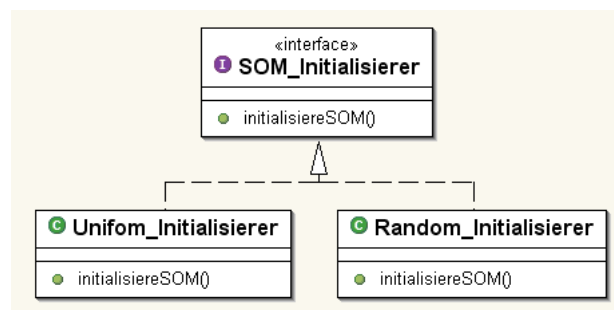 «interface»
I SOM_Initialisierer
initialisiereSOM()
C Unifom_Initialisierer
initialisiereSOM()
C Random_Initialisierer
initialisiereSOM()